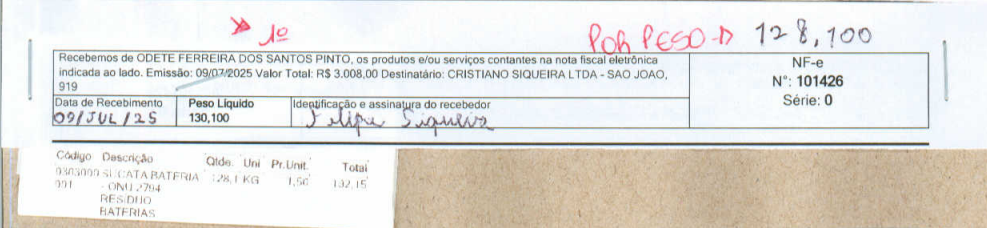 1º
POR PESO → 128,100
Recebemos de ODETE FERREIRA DOS SANTOS PINTO, os produtos e/ou serviços contantes na nota fiscal eletrônica
indicada ao lado. Emissão: 09/07/2025 Valor Total: R$ 3.008,00 Destinatário: CRISTIANO SIQUEIRA LTDA - SAO JOAO,
919
NF-e
N°: 101426
Série: 0
Data de Recebimento
09/JUL/25
Peso Líquido
130,100
Identificação e assinatura do recebedor
Filipe Siqueira
Código Descrição Qtde. Uni Pr.Unit. Total
0303000 SUCATA BATERIA 128,1 KG 1,50 192,15
001 - ONU 2794
RESIDUO
BATERIAS